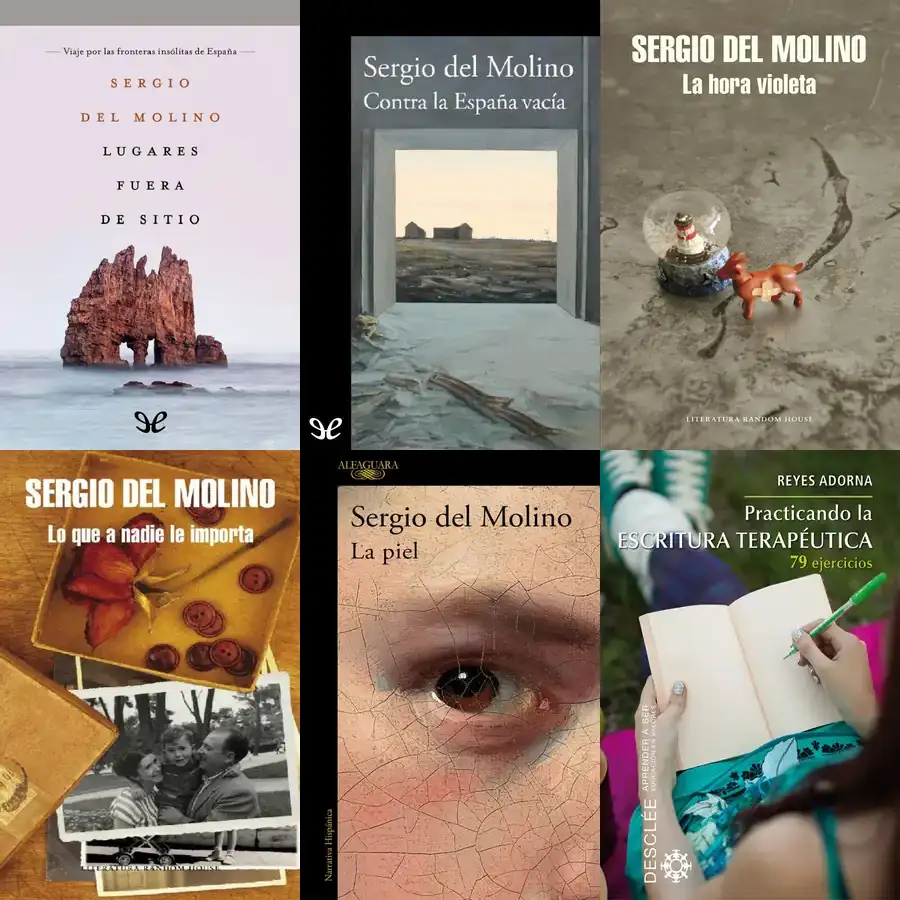 Viaje por las fronteras insólitas de España
SERGIO
DEL MOLINO
LUGARES
FUERA
DE SITIO
Sergio del Molino
Contra la España vacía
SERGIO DEL MOLINO
La hora violeta
LITERATURA RANDOM HOUSE
SERGIO DEL MOLINO
Lo que a nadie le importa
LITERATURA RANDOM HOUSE
ALFAGUARA
Sergio del Molino
La piel
Narrativa Hispánica
REYES ADORNA
Practicando la
ESCRITURA TERAPÉUTICA
79 ejercicios
DESCLÉE
APRENDER A SER